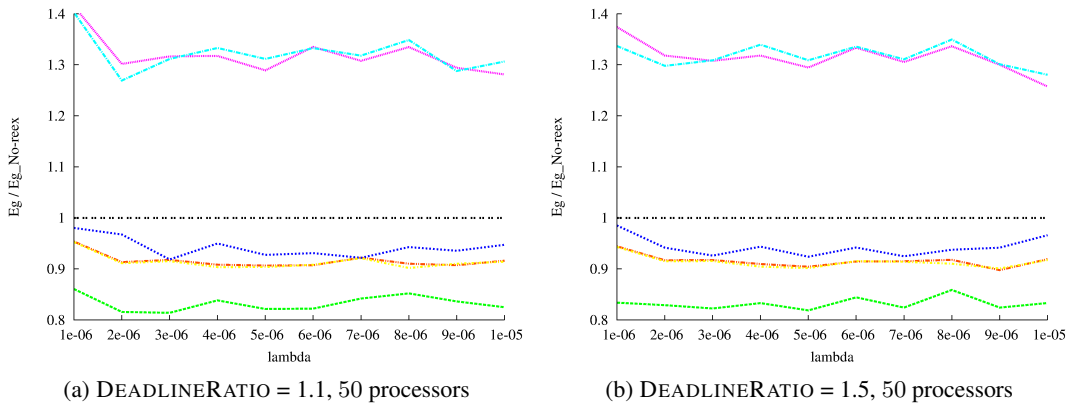 1.4
1.3
1.2
1.1
1
0.9
0.8
Eg / Eg_No-reex
1e-06 2e-06 3e-06 4e-06 5e-06 6e-06 7e-06 8e-06 9e-06 1e-05
lambda
(a) DEADLINERATIO = 1.1, 50 processors
1.4
1.3
1.2
1.1
1
0.9
0.8
Eg / Eg_No-reex
1e-06 2e-06 3e-06 4e-06 5e-06 6e-06 7e-06 8e-06 9e-06 1e-05
lambda
(b) DEADLINERATIO = 1.5, 50 processors